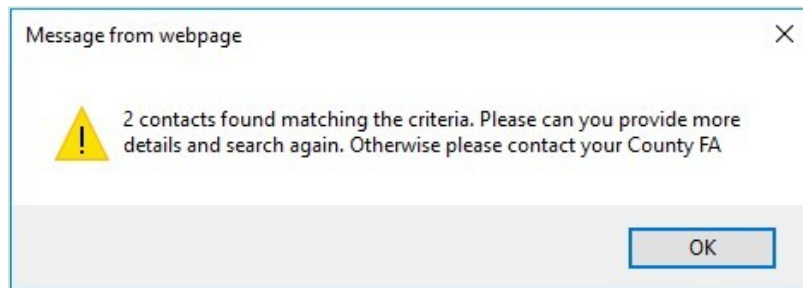 Message from webpage
2 contacts found matching the criteria. Please can you provide more
details and search again. Otherwise please contact your County FA
OK